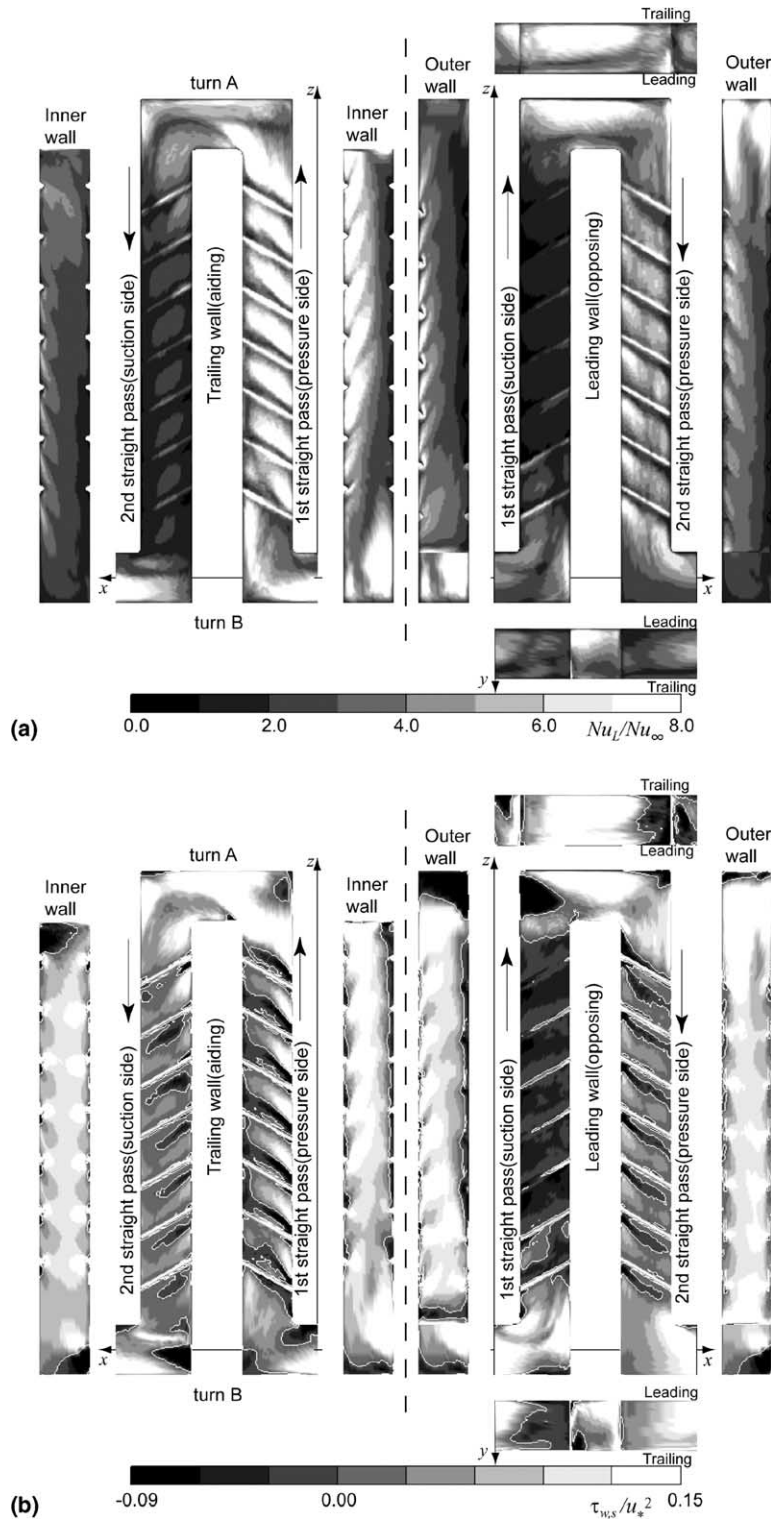 Trailing
Leading
turn A
z
Outer
wall
z
Outer
wall
Inner
wall
Inner
wall
2nd straight pass(suction side)
Trailing wall(aiding)
1st straight pass(pressure side)
1st straight pass(suction side)
Leading wall(opposing)
2nd straight pass(pressure side)
x
x
turn B
Leading
y
Trailing
(a)
0.0 2.0 4.0 6.0 8.0
Nu_L/Nu_∞
Trailing
Leading
turn A
z
Outer
wall
z
Outer
wall
Inner
wall
Inner
wall
2nd straight pass(suction side)
Trailing wall(aiding)
1st straight pass(pressure side)
1st straight pass(suction side)
Leading wall(opposing)
2nd straight pass(pressure side)
x
x
turn B
Leading
y
Trailing
(b)
-0.09 0.00 0.15
τ_w,s/u_*^2